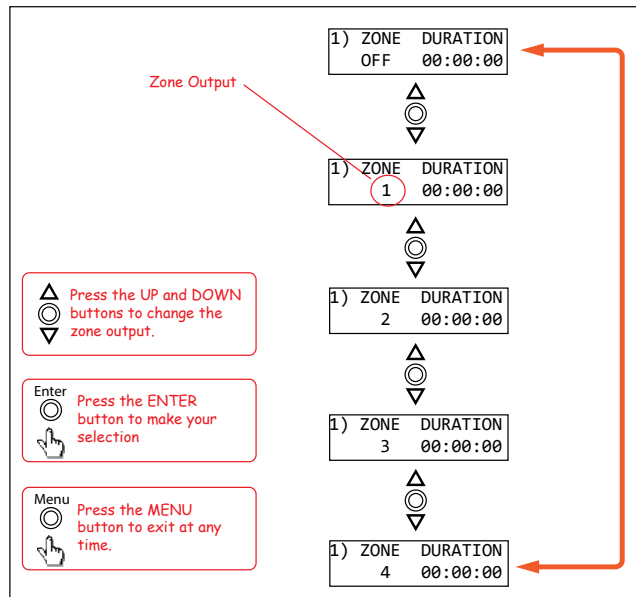 1) ZONE DURATION
OFF 00:00:00
Zone Output
1) ZONE DURATION
1 00:00:00
Press the UP and DOWN
buttons to change the
zone output.
1) ZONE DURATION
2 00:00:00
Enter
Press the ENTER
button to make your
selection
1) ZONE DURATION
3 00:00:00
Menu
Press the MENU
button to exit at any
time.
1) ZONE DURATION
4 00:00:00